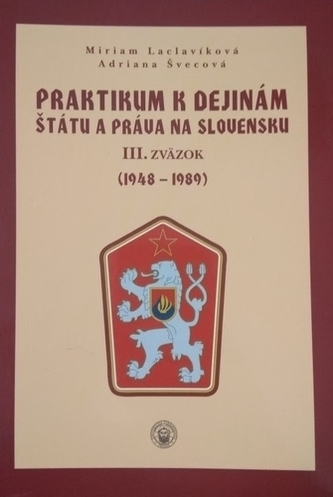 Miriam Laclavíková
Adriana Švecová
PRAKTIKUM K DEJINÁM
ŠTÁTU A PRÁVA NA SLOVENSKU
III. ZVÄZOK
(1948 – 1989)